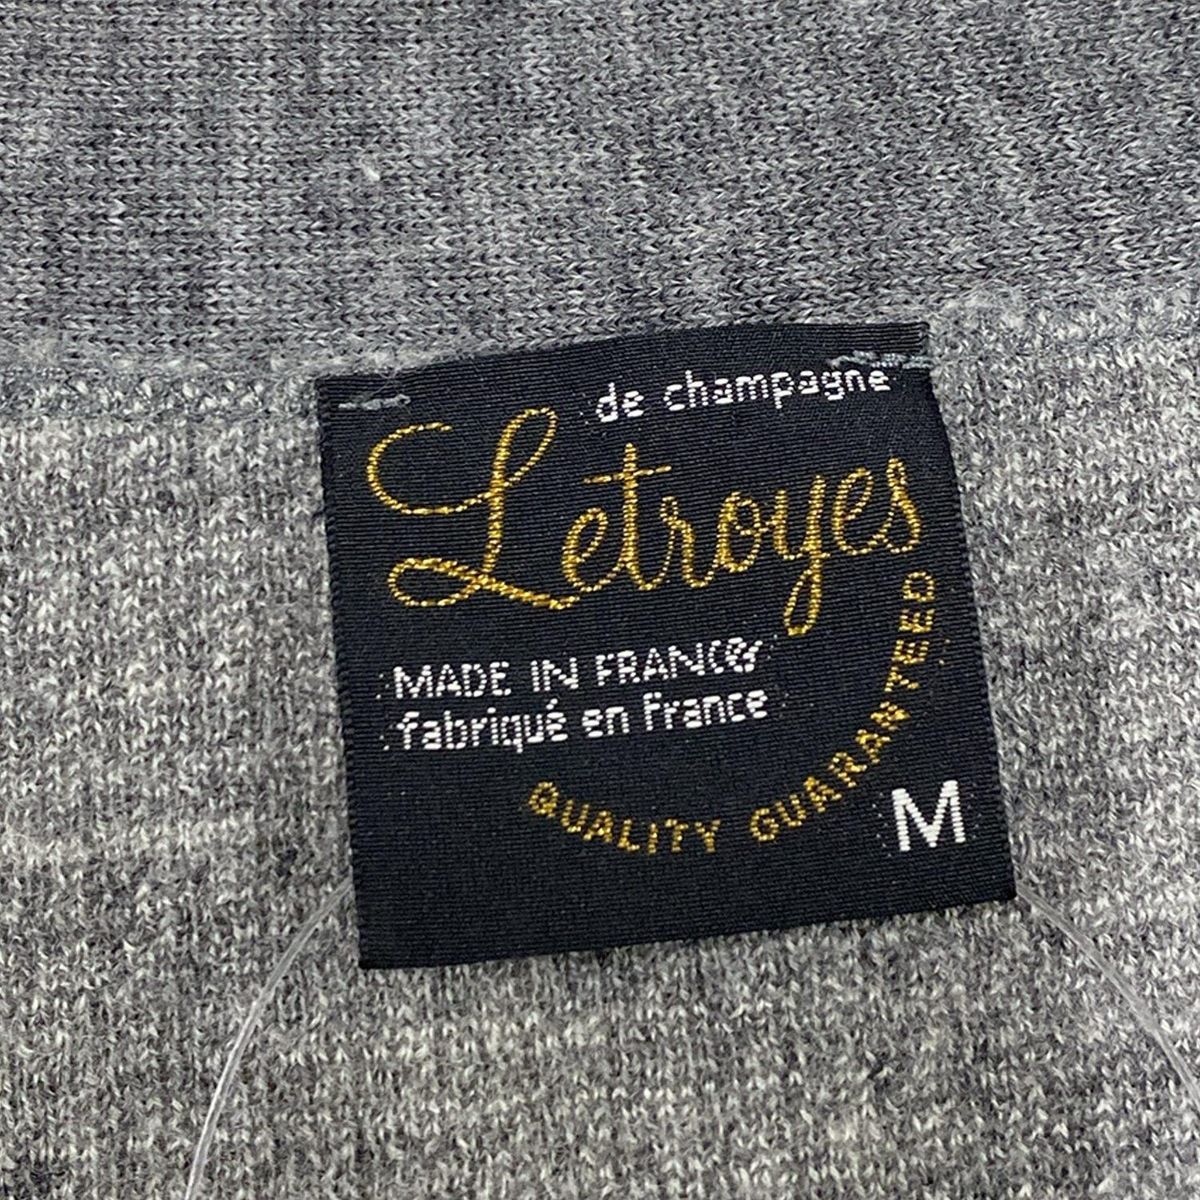 de champagne
Letroyes
MADE IN FRANCE
fabriqué en France
QUALITY GUARANTEED
M